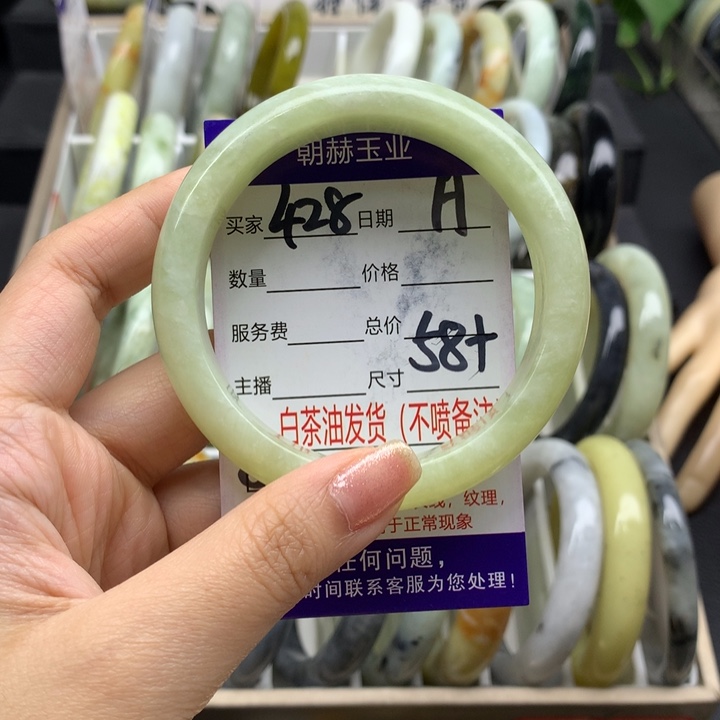 朝赫玉业
买家 428 日期 A
数量 价格
服务费 总价
58+
主播 尺寸
白茶油发货（不喷备注
纹理，
于正常现象
任何问题，
时间联系客服为您处理！